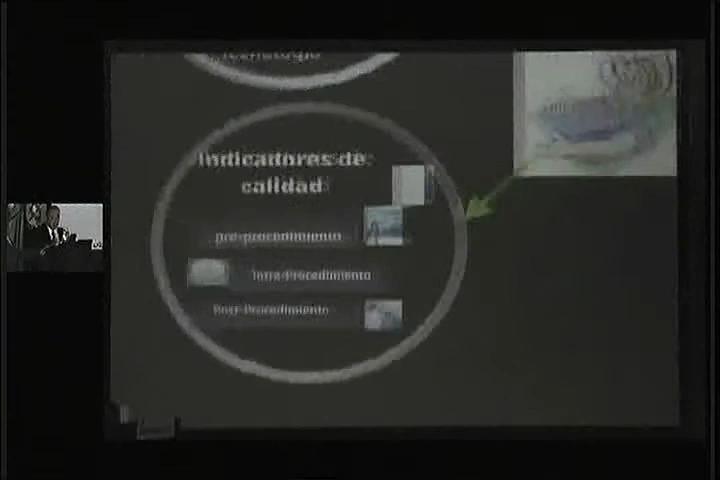 Indicadores de
calidad
pre-procedimiento
Intra-Procedimiento
Post-Procedimiento